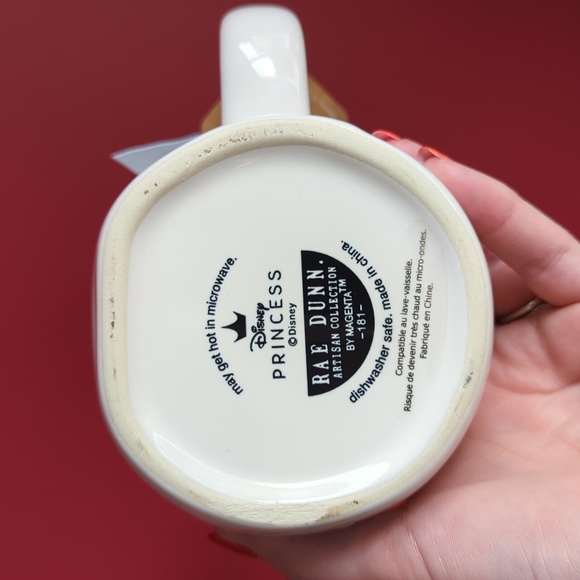 may get hot in microwave.
Disney
PRINCESS
©Disney
RAE DUNN.
ARTISAN COLLECTION
BY MAGENTA™
-181-
dishwasher safe. made in china.
Compatible au lave-vaisselle.
Risque de devenir très chaud au micro-ondes.
Fabriqué en Chine.